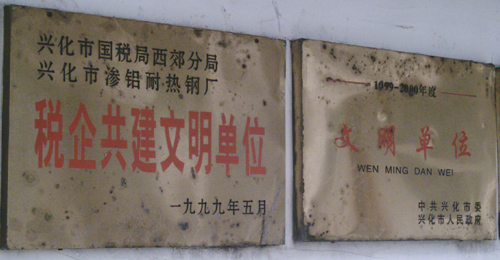 兴化市国税局西郊分局
兴化市渗铝耐热钢厂
税企共建文明单位
一九九九年五月
1999-2000年度
文明单位
WEN MING DAN WEI
中共兴化市委
兴化市人民政府